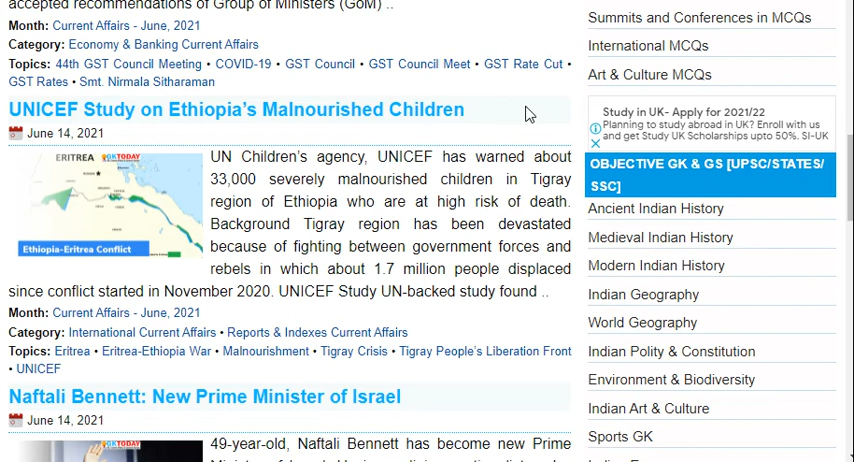 accepted recommendations of Group of Ministers (GoM) ..
Month: Current Affairs - June, 2021
Category: Economy & Banking Current Affairs
Topics: 44th GST Council Meeting • COVID-19 • GST Council • GST Council Meet • GST Rate Cut •
GST Rates • Smt. Nirmala Sitharaman
UNICEF Study on Ethiopia's Malnourished Children
June 14, 2021
ERITREA
GKTODAY
Ethiopia-Eritrea Conflict
UN Children's agency, UNICEF has warned about
33,000 severely malnourished children in Tigray
region of Ethiopia who are at high risk of death.
Background Tigray region has been devastated
because of fighting between government forces and
rebels in which about 1.7 million people displaced
since conflict started in November 2020. UNICEF Study UN-backed study found ..
Month: Current Affairs - June, 2021
Category: International Current Affairs • Reports & Indexes Current Affairs
Topics: Eritrea • Eritrea-Ethiopia War • Malnourishment • Tigray Crisis • Tigray People's Liberation Front
• UNICEF
Naftali Bennett: New Prime Minister of Israel
June 14, 2021
GKTODAY
49-year-old, Naftali Bennett has become new Prime
Summits and Conferences in MCQs
International MCQs
Art & Culture MCQs
Study in UK- Apply for 2021/22
Planning to study abroad in UK? Enroll with us
and get Study UK Scholarships upto 50%. SI-UK
OBJECTIVE GK & GS [UPSC/STATES/
SSC]
Ancient Indian History
Medieval Indian History
Modern Indian History
Indian Geography
World Geography
Indian Polity & Constitution
Environment & Biodiversity
Indian Art & Culture
Sports GK